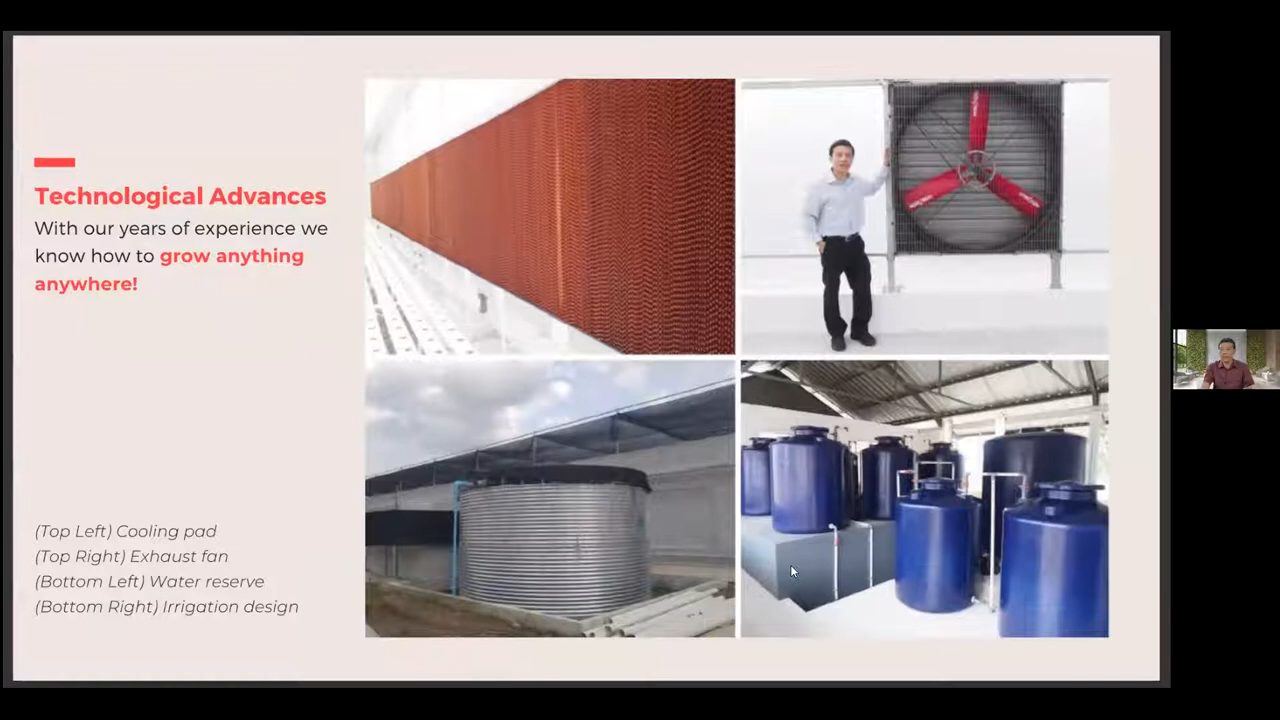 Technological Advances
With our years of experience we
know how to grow anything
anywhere!
(Top Left) Cooling pad
(Top Right) Exhaust fan
(Bottom Left) Water reserve
(Bottom Right) Irrigation design